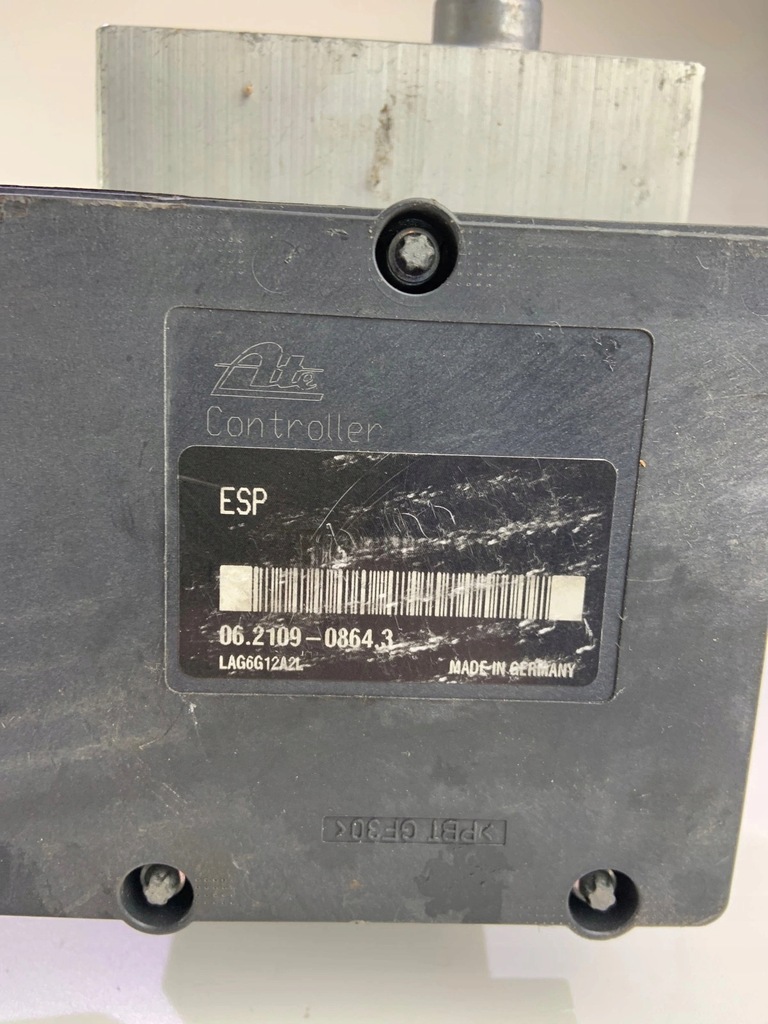 Ate
Controller
ESP
06.2109-0864.3
LAG6G12A2L
MADE IN GERMANY
>PBT GF30<